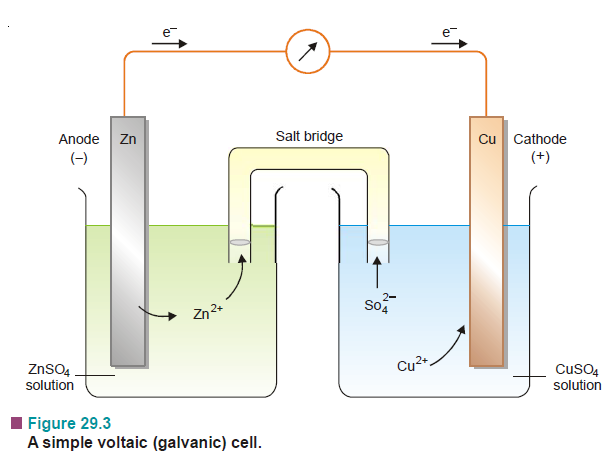 e⁻ e⁻
Anode Zn Salt bridge Cu Cathode
(–) (+)
So₄²⁻
Zn²⁺
Cu²⁺
ZnSO₄ CuSO₄
solution solution
Figure 29.3
A simple voltaic (galvanic) cell.